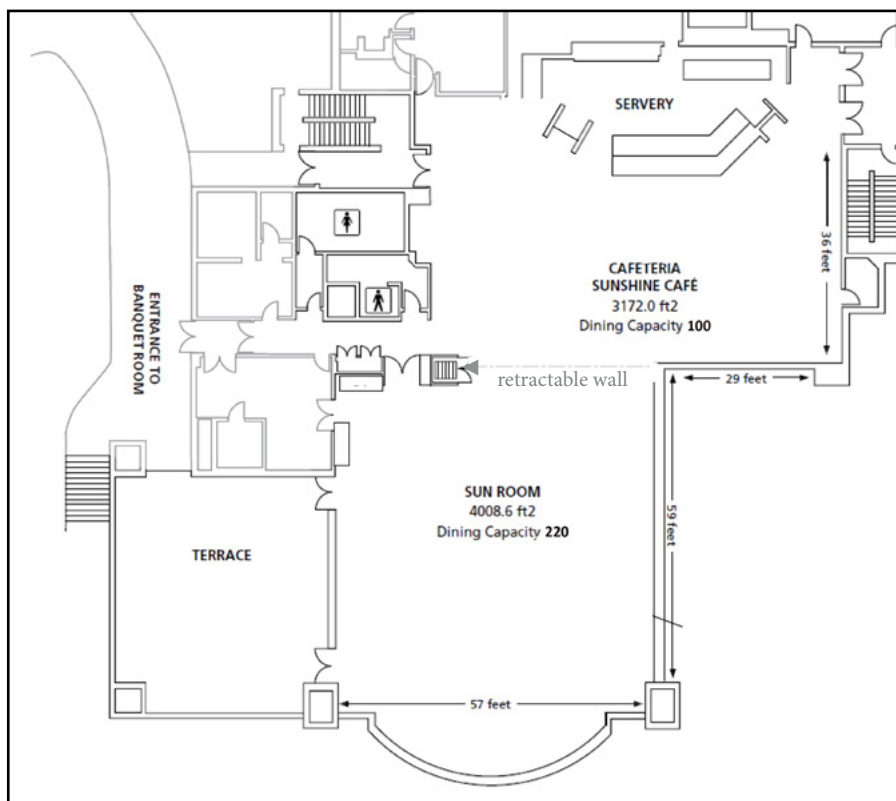 SERVERY
36 feet
CAFETERIA
SUNSHINE CAFÉ
3172.0 ft2
Dining Capacity 100
ENTRANCE TO
BANQUET ROOM
retractable wall
29 feet
SUN ROOM
4008.6 ft2
Dining Capacity 220
59 feet
TERRACE
57 feet